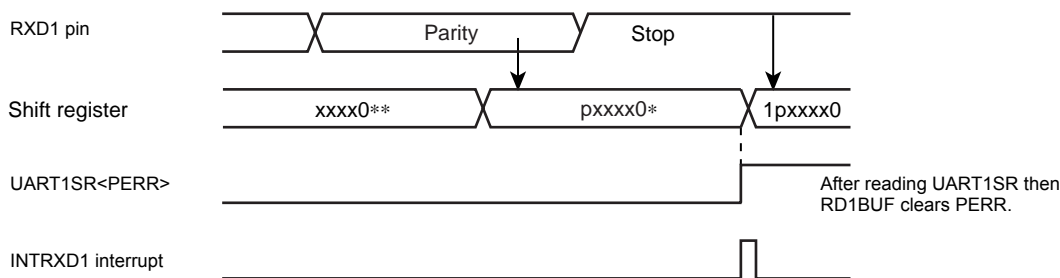 RXD1 pin
Parity
Stop
Shift register
xxxx0**
pxxxx0*
1pxxxx0
UART1SR<PERR>
After reading UART1SR then
RD1BUF clears PERR.
INTRXD1 interrupt